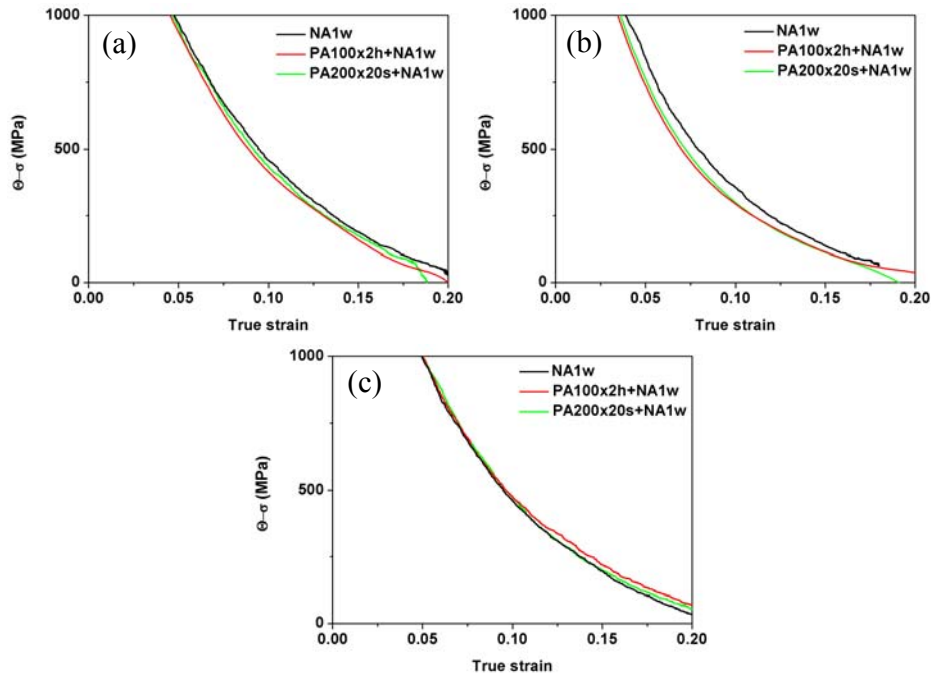 1000
(a)
NA1w
PA100x2h+NA1w
PA200x20s+NA1w
500
0
Θ−σ (MPa)
0.00
0.05
0.10
0.15
0.20
True strain
1000
(b)
NA1w
PA100x2h+NA1w
PA200x20s+NA1w
500
0
Θ−σ (MPa)
0.00
0.05
0.10
0.15
0.20
True strain
1000
(c)
NA1w
PA100x2h+NA1w
PA200x20s+NA1w
500
0
Θ−σ (MPa)
0.00
0.05
0.10
0.15
0.20
True strain